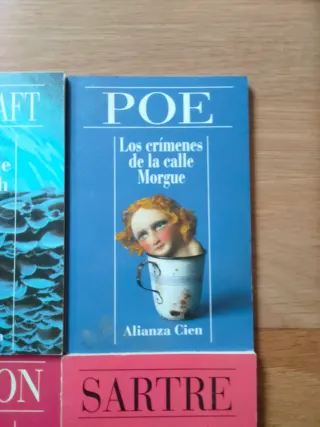 AFT
POE
Los crímenes
de la calle
Morgue
e
h
Alianza Cien
n
ON
SARTRE